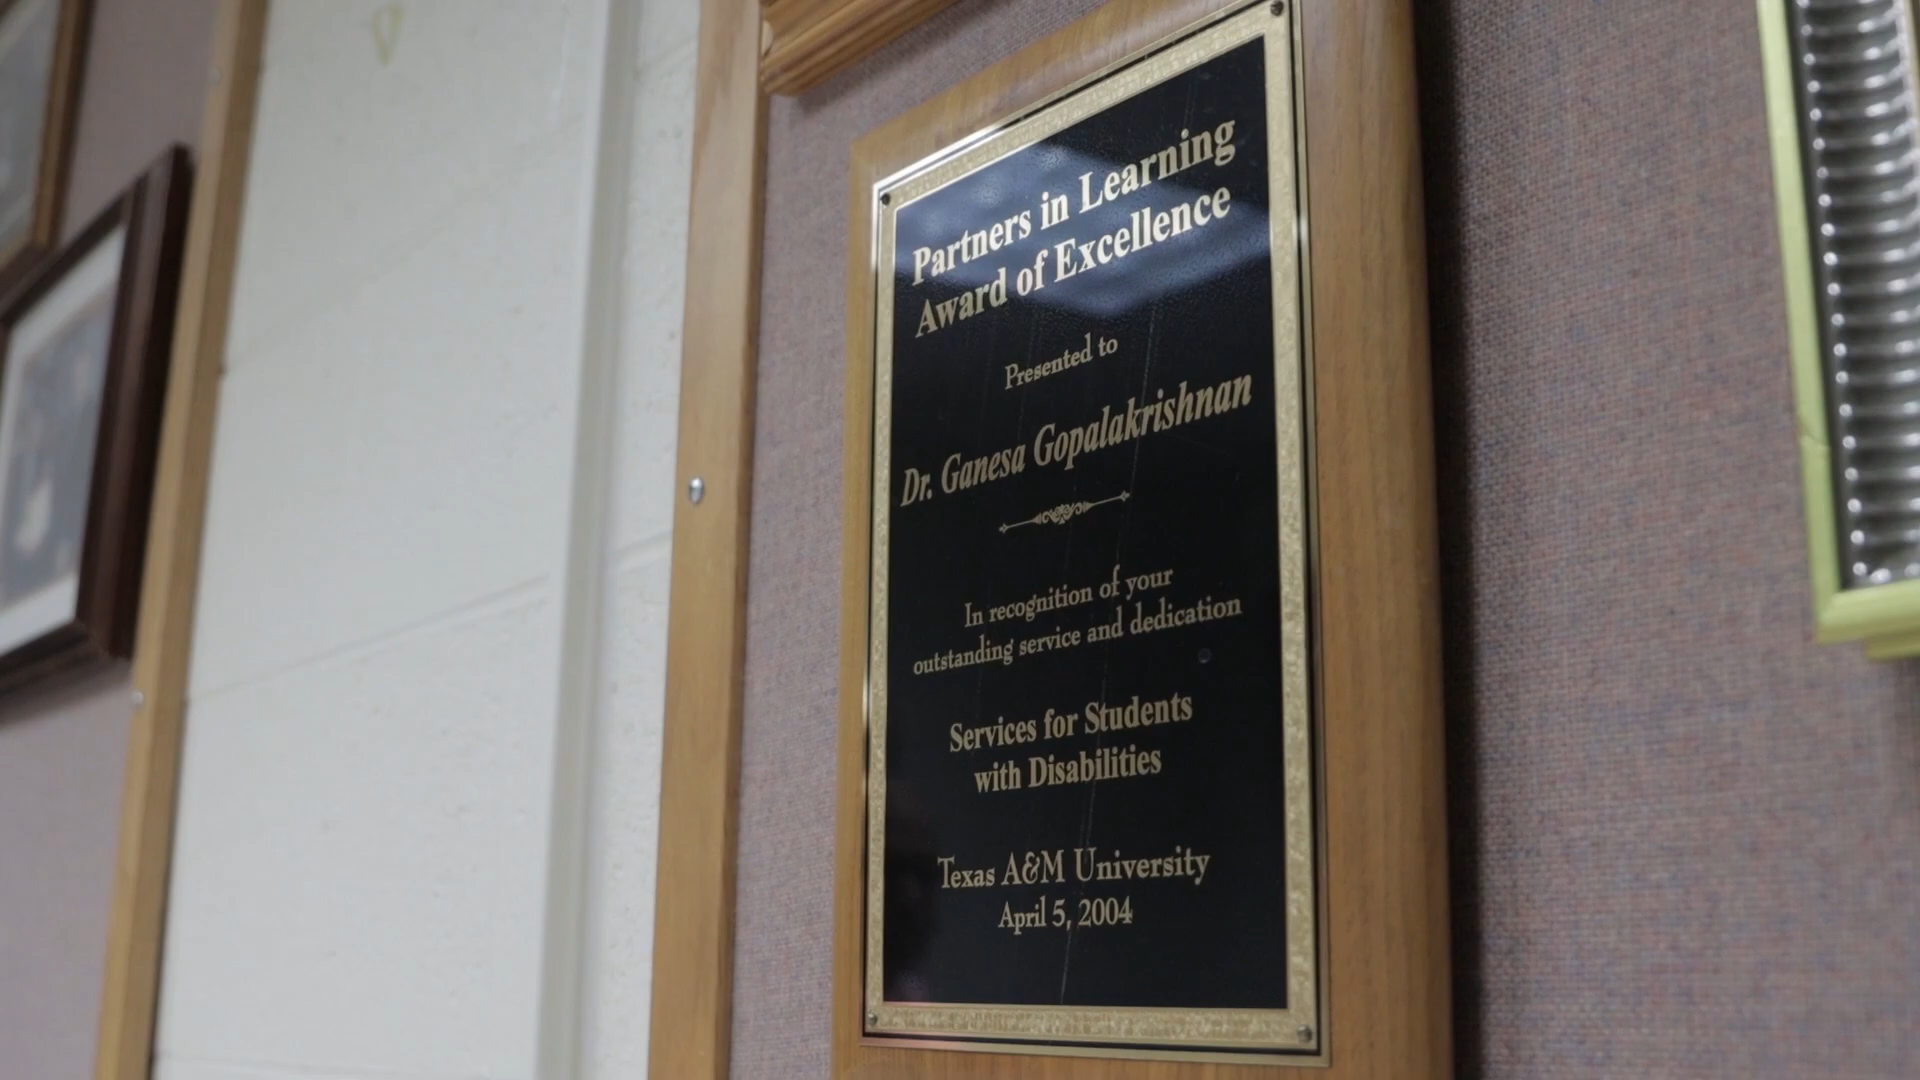 Partners in Learning
Award of Excellence
Presented to
Dr. Ganesa Gopalakrishnan
In recognition of your
outstanding service and dedication
Services for Students
with Disabilities
Texas A&M University
April 5, 2004